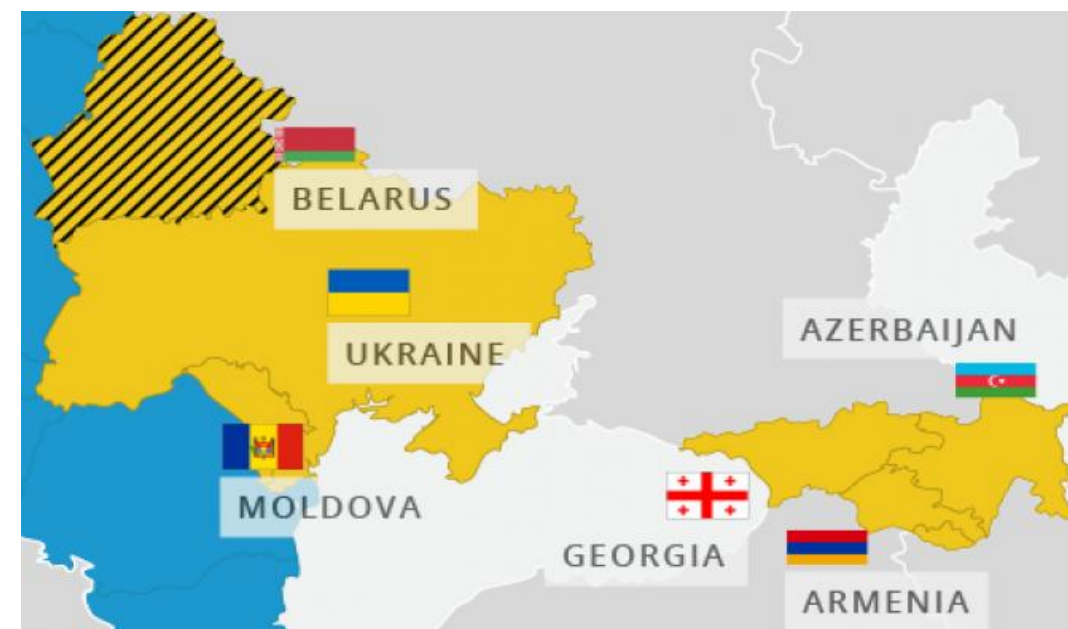 BELARUS
UKRAINE
AZERBAIJAN
MOLDOVA
GEORGIA
ARMENIA